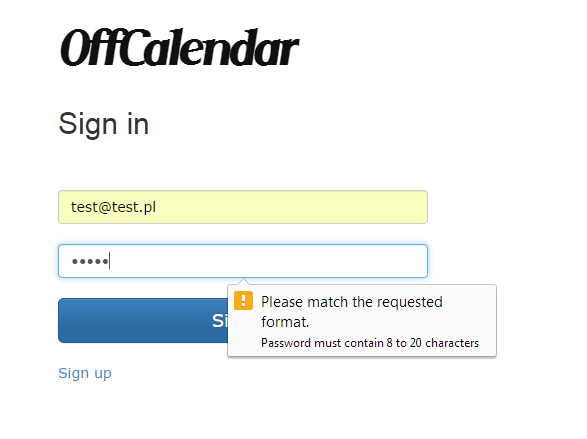 OffCalendar
Sign in
test@test.pl
•••••
Please match the requested
format.
Password must contain 8 to 20 characters
Si
Sign up